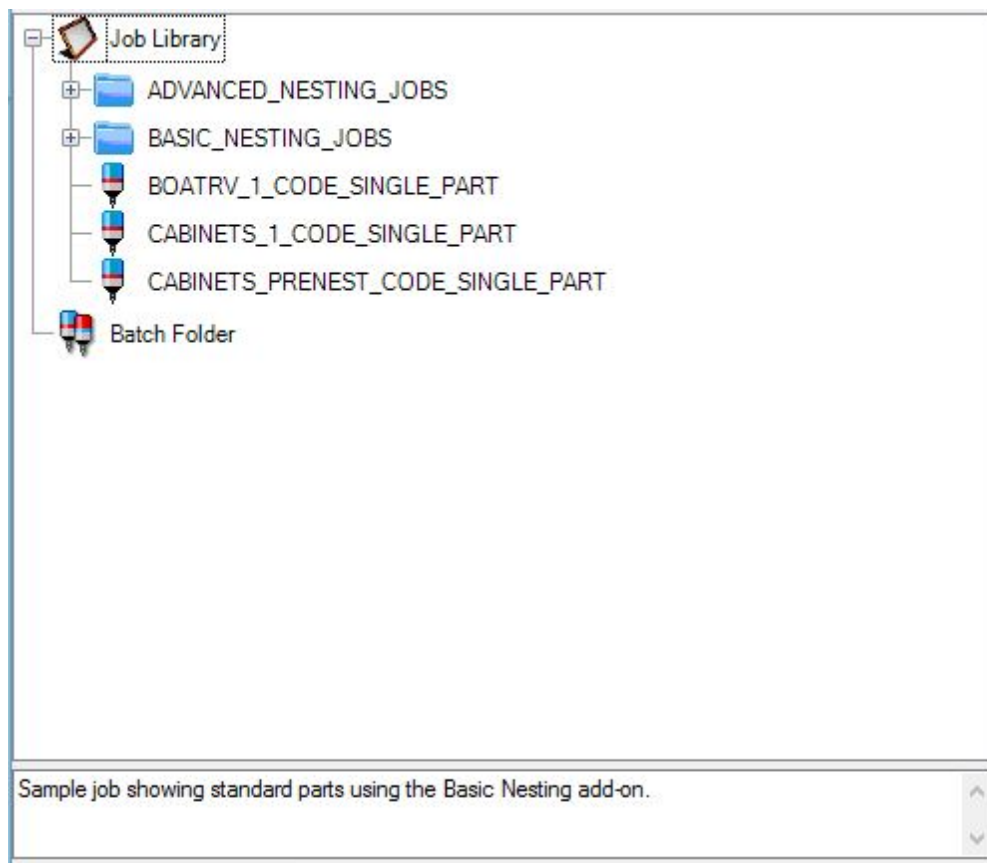 Job Library
ADVANCED_NESTING_JOBS
BASIC_NESTING_JOBS
BOATRV_1_CODE_SINGLE_PART
CABINETS_1_CODE_SINGLE_PART
CABINETS_PRENEST_CODE_SINGLE_PART
Batch Folder
Sample job showing standard parts using the Basic Nesting add-on.